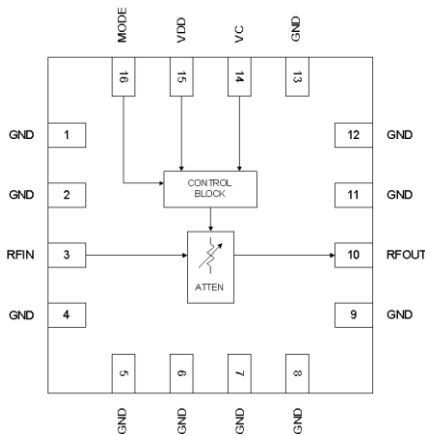 MODE
VDD
VC
GND
16
15
14
13
GND
1
12
GND
GND
2
CONTROL
BLOCK
11
GND
RFIN
3
10
RFOUT
ATTEN
GND
4
9
GND
5
6
7
8
GND
GND
GND
GND